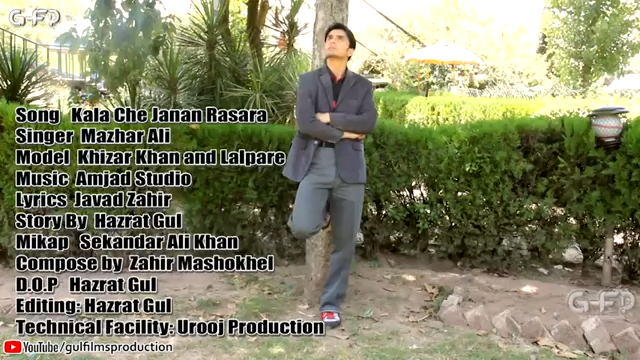 G-FP
Song Kala Che Janan Rasara
Singer Mazhar Ali
Model Khizar Khan and Lalpare
Music Amjad Studio
Lyrics Javad Zahir
Story By Hazrat Gul
Mikap Sekandar Ali Khan
Compose by Zahir Mashokhel
D.O.P Hazrat Gul
Editing: Hazrat Gul
Technical Facility: Urooj Production
G-FP
YouTube /gulfilmsproduction